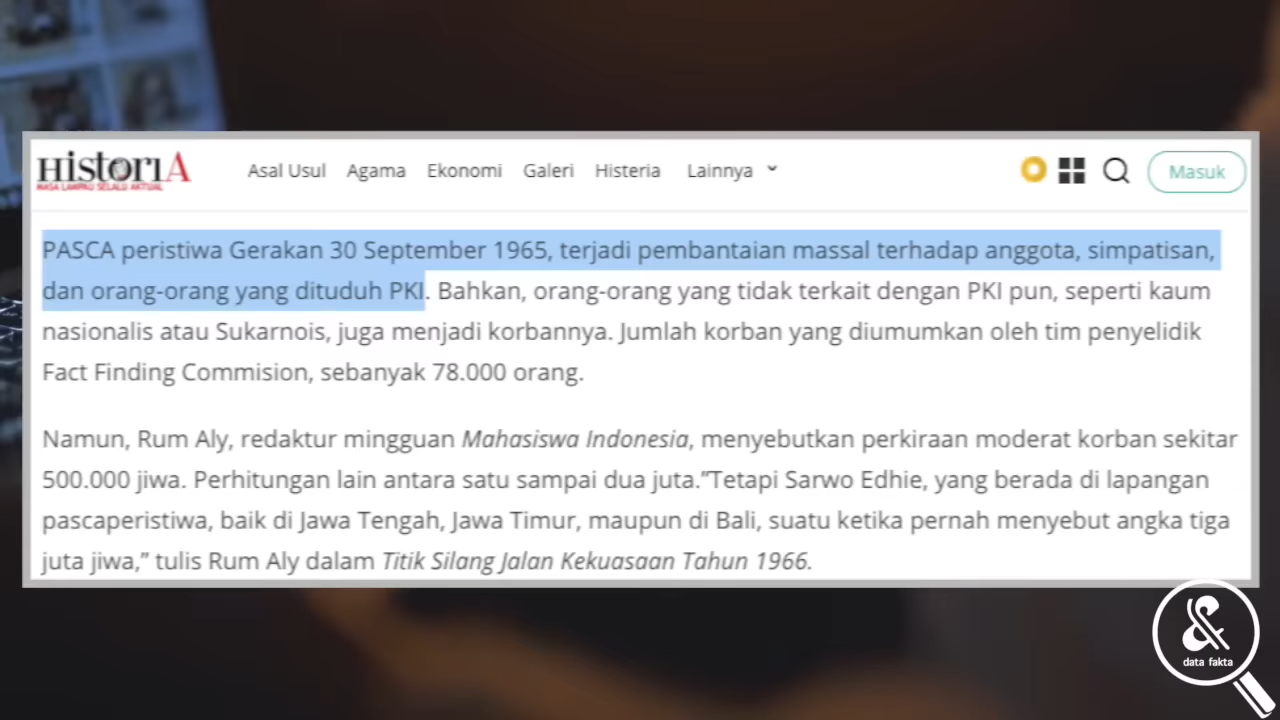 HistoriA
MASA LAMPAU SELALU AKTUAL
Asal Usul Agama Ekonomi Galeri Histeria Lainnya
Masuk
PASCA peristiwa Gerakan 30 September 1965, terjadi pembantaian massal terhadap anggota, simpatisan,
dan orang-orang yang dituduh PKI. Bahkan, orang-orang yang tidak terkait dengan PKI pun, seperti kaum
nasionalis atau Sukarnois, juga menjadi korbannya. Jumlah korban yang diumumkan oleh tim penyelidik
Fact Finding Commision, sebanyak 78.000 orang.
Namun, Rum Aly, redaktur mingguan Mahasiswa Indonesia, menyebutkan perkiraan moderat korban sekitar
500.000 jiwa. Perhitungan lain antara satu sampai dua juta.”Tetapi Sarwo Edhie, yang berada di lapangan
pascaperistiwa, baik di Jawa Tengah, Jawa Timur, maupun di Bali, suatu ketika pernah menyebut angka tiga
juta jiwa,” tulis Rum Aly dalam Titik Silang Jalan Kekuasaan Tahun 1966.
&
data fakta